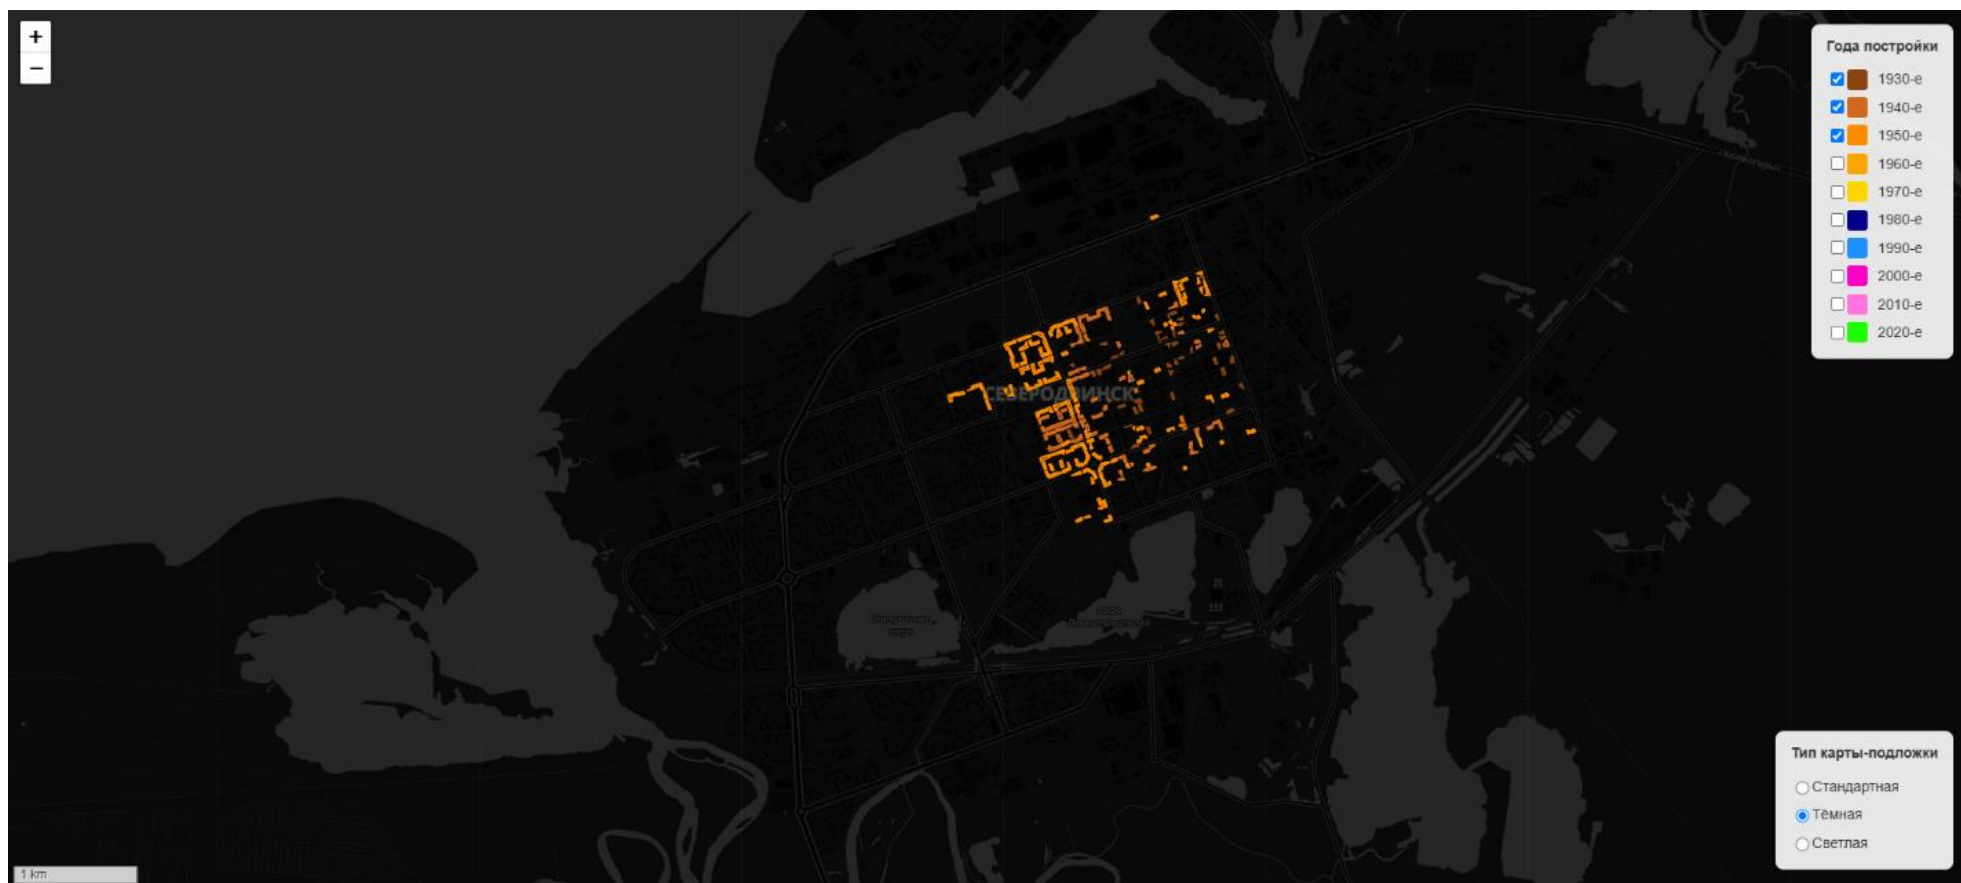 +
−
Года постройки
1930-е
1940-е
1950-е
1960-е
1970-е
1980-е
1990-е
2000-е
2010-е
2020-е
СЕВЕРОДВИНСК
Тип карты-подложки
Стандартная
Тёмная
Светлая
1 km